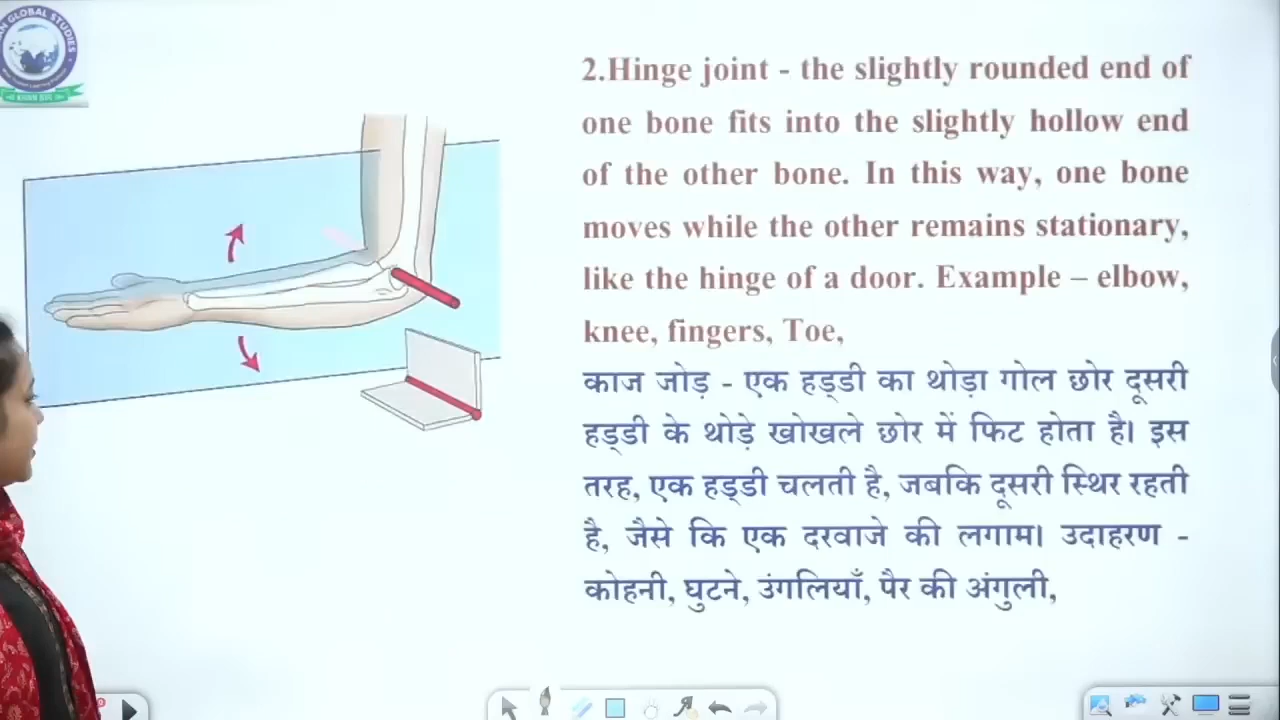 N GLOBAL STUDIES
2.Hinge joint - the slightly rounded end of
one bone fits into the slightly hollow end
of the other bone. In this way, one bone
moves while the other remains stationary,
like the hinge of a door. Example – elbow,
knee, fingers, Toe,
काज जोड़ - एक हड्डी का थोड़ा गोल छोर दूसरी
हड्डी के थोड़े खोखले छोर में फिट होता है। इस
तरह, एक हड्डी चलती है, जबकि दूसरी स्थिर रहती
है, जैसे कि एक दरवाजे की लगाम। उदाहरण -
कोहनी, घुटने, उंगलियाँ, पैर की अंगुली,